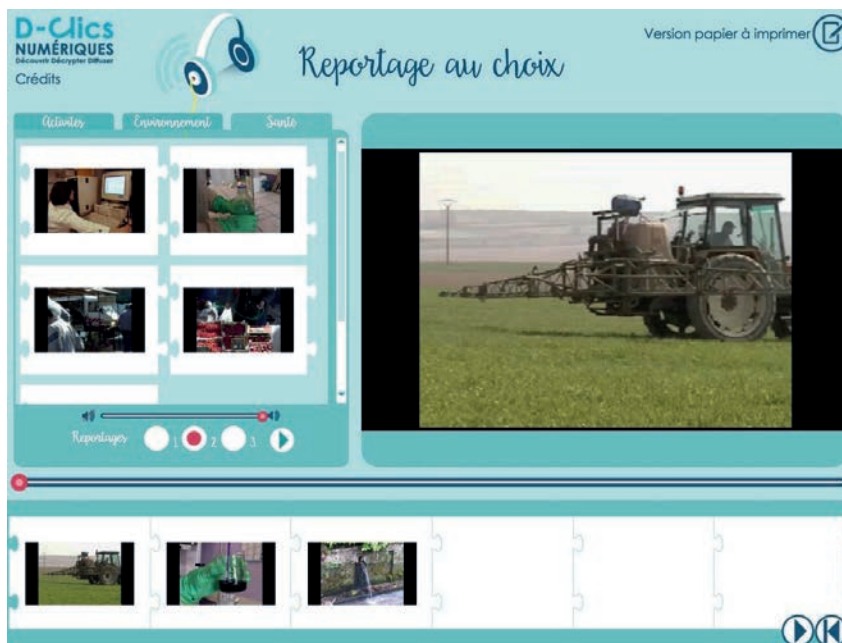 D-Clics
NUMÉRIQUES
Découvrir Décrypter Diffuser
Crédits
Reportage au choix
Version papier à imprimer
Activités
Environnement
Santé
Reportages
1
2
3